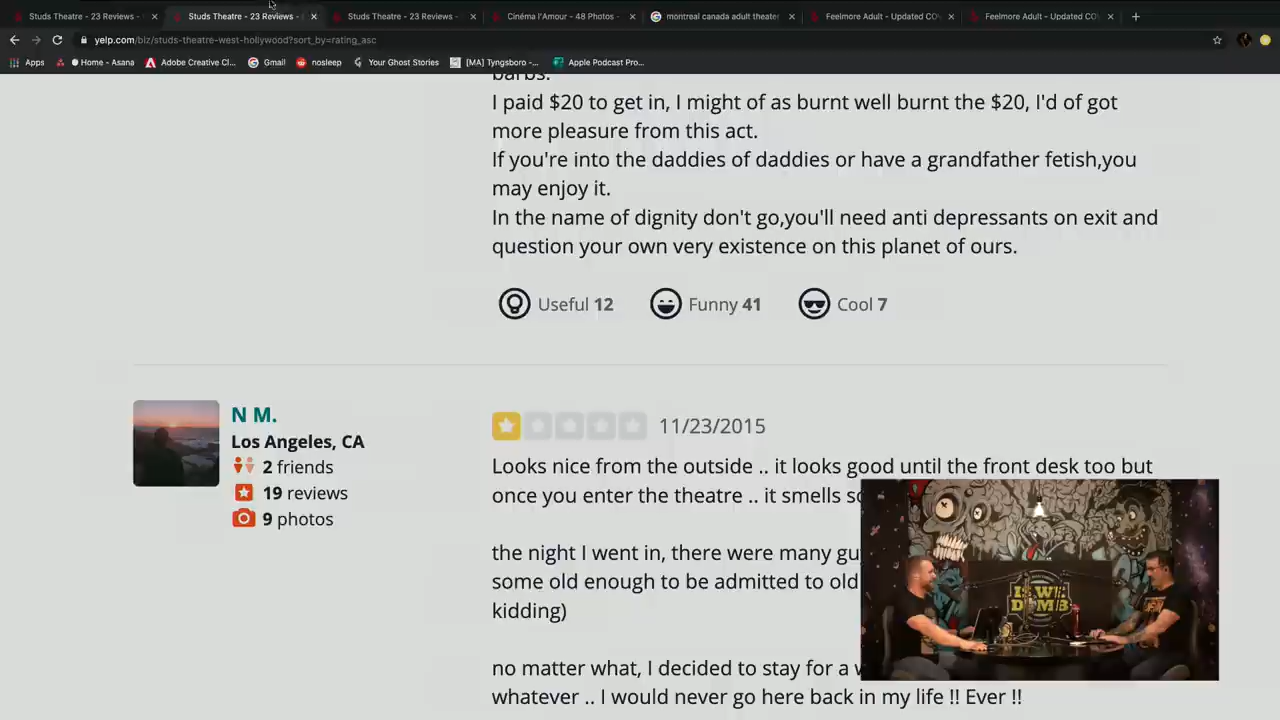 Studs Theatre - 23 Reviews -
Studs Theatre - 23 Reviews -
Studs Theatre - 23 Reviews -
Cinéma l'Amour - 48 Photos -
montreal canada adult theater
Feelmore Adult - Updated CO
Feelmore Adult - Updated CO
yelp.com/biz/studs-theatre-west-hollywood?sort_by=rating_asc
Apps
Home - Asana
Adobe Creative Cl...
Gmail
nosleep
Your Ghost Stories
[MA] Tyngsboro -...
Apple Podcast Pro...
barbs.
I paid $20 to get in, I might of as burnt well burnt the $20, I'd of got
more pleasure from this act.
If you're into the daddies of daddies or have a grandfather fetish,you
may enjoy it.
In the name of dignity don't go,you'll need anti depressants on exit and
question your own very existence on this planet of ours.
Useful 12
Funny 41
Cool 7
N M.
Los Angeles, CA
2 friends
19 reviews
9 photos
11/23/2015
Looks nice from the outside .. it looks good until the front desk too but
once you enter the theatre .. it smells
the night I went in, there were many
some old enough to be admitted to old
kidding)
no matter what, I decided to stay for a
whatever .. I would never go here back in my life !! Ever !!